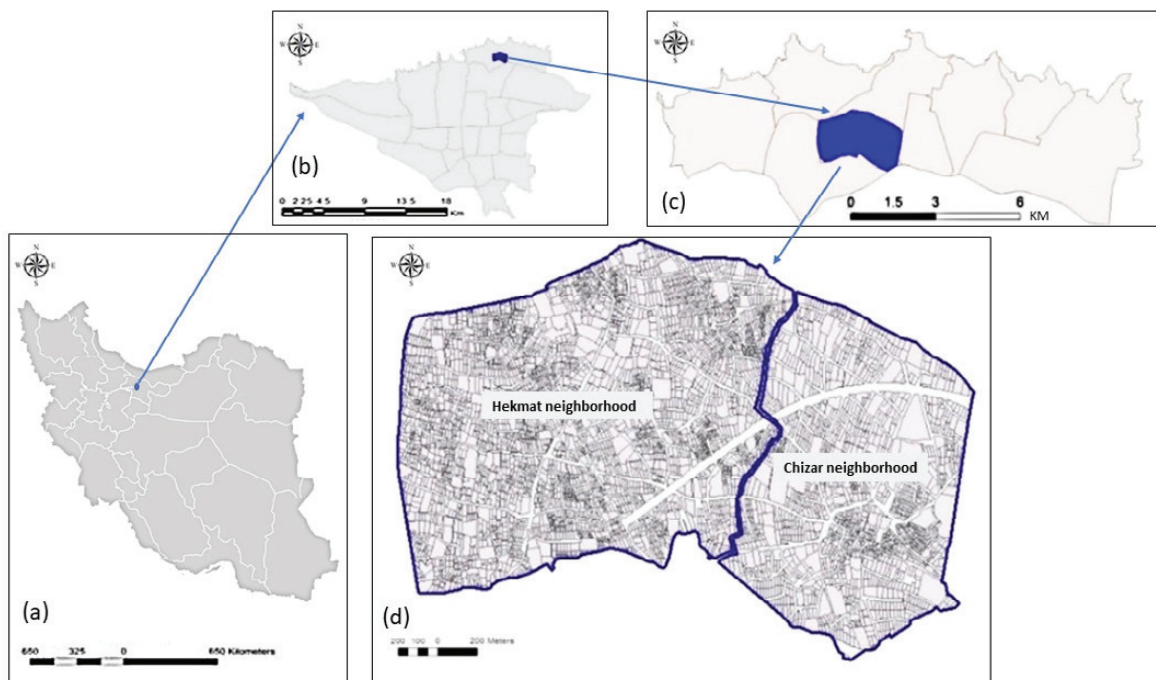 N
W E
S
(b)
0 2 25 4 5 9 13 5 18
Km
N
W E
S
(c)
0 1.5 3 6
KM
N
W E
S
(a)
650 325 0 650 Kilometers
N
W E
S
Hekmat neighborhood
Chizar neighborhood
(d)
200 100 0 200 Meters